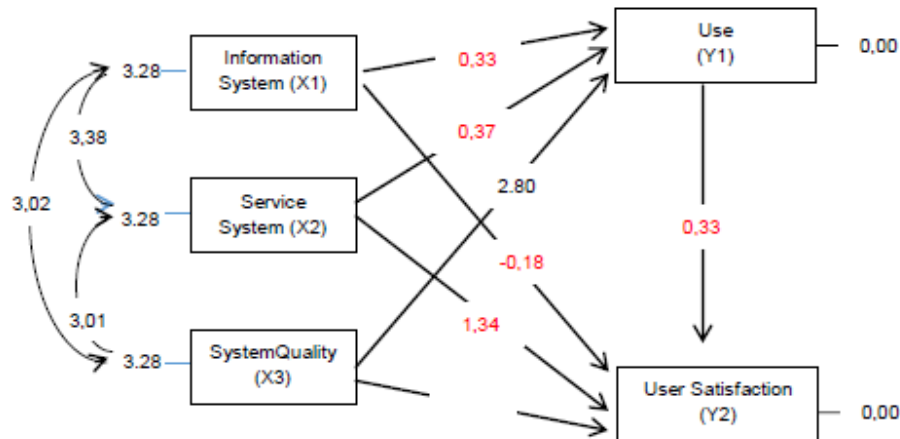 Use
(Y1)
0,00
Information
System (X1)
3.28
0,33
3,38
0,37
2.80
3,02
Service
System (X2)
3.28
0,33
-0,18
3,01
1,34
SystemQuality
(X3)
3.28
User Satisfaction
(Y2)
0,00